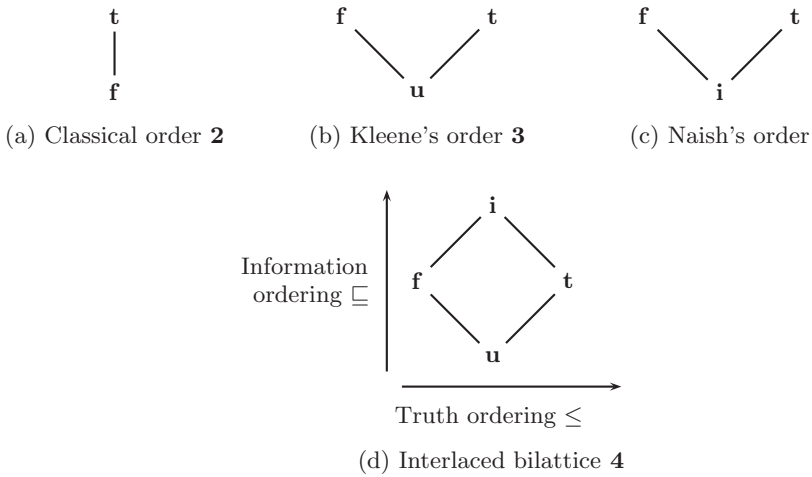 t
f
(a) Classical order 2
f t
u
(b) Kleene's order 3
f t
i
(c) Naish's order
Information
ordering ⊑
i
f t
u
Truth ordering ≤
(d) Interlaced bilattice 4